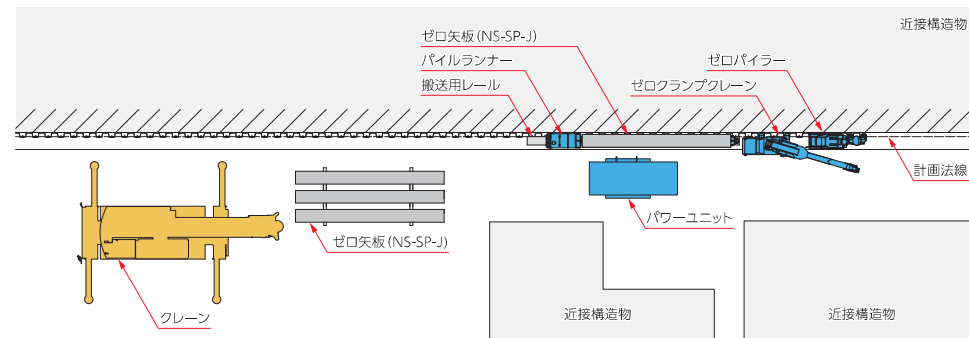 近接構造物
ゼロ矢板(NS-SP-J)
パイルランナー
搬送用レール
ゼロパイラー
ゼロクランプクレーン
計画法線
パワーユニット
ゼロ矢板(NS-SP-J)
クレーン
近接構造物
近接構造物